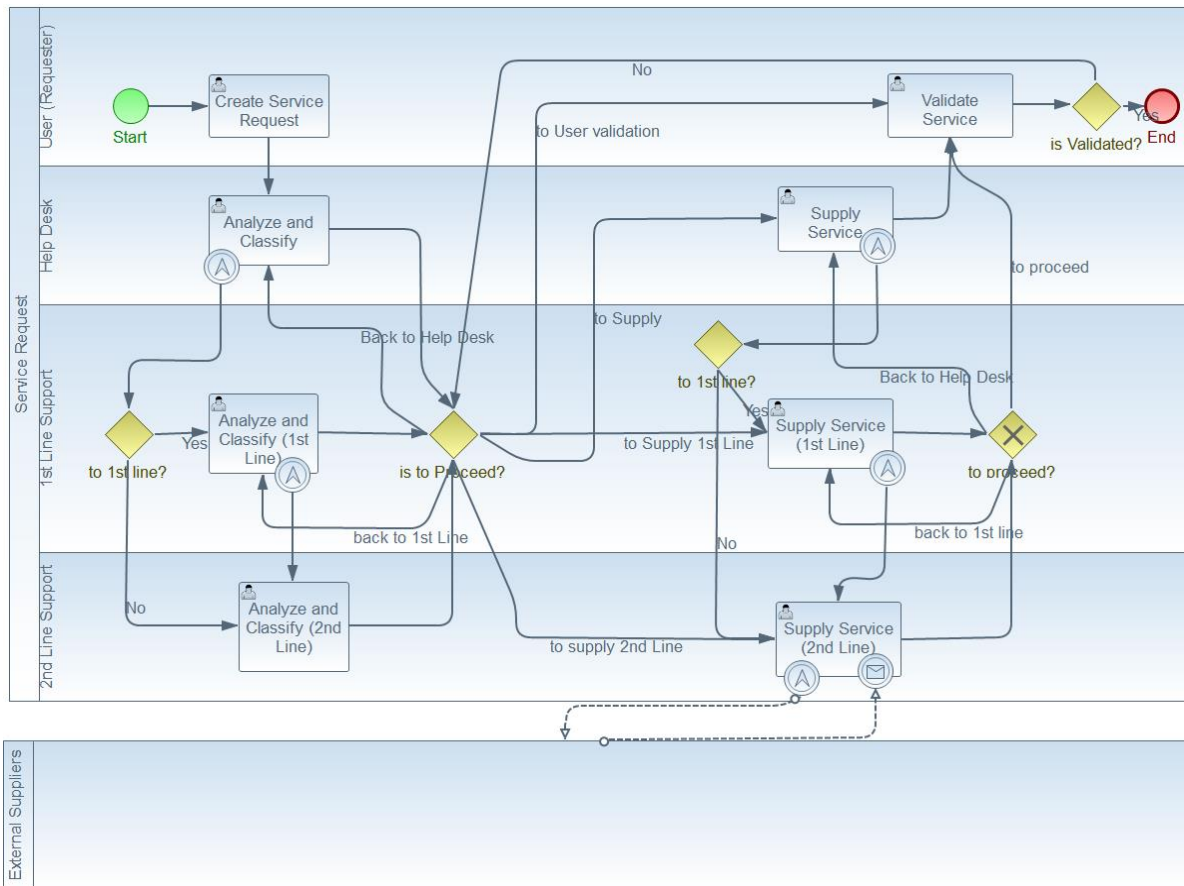 Service Request
User (Requester)
Start
Create Service
Request
No
to User validation
Validate
Service
is Validated?
Yes
End
Help Desk
Analyze and
Classify
Supply
Service
to proceed
1st Line Support
Back to Help Desk
to Supply
to 1st line?
Yes
Analyze and
Classify (1st
Line)
is to Proceed?
back to 1st Line
to Supply 1st Line
to 1st line?
Yes
Back to Help Desk
Supply Service
(1st Line)
to proceed?
back to 1st line
No
2nd Line Support
No
Analyze and
Classify (2nd
Line)
to supply 2nd Line
Supply Service
(2nd Line)
External Suppliers